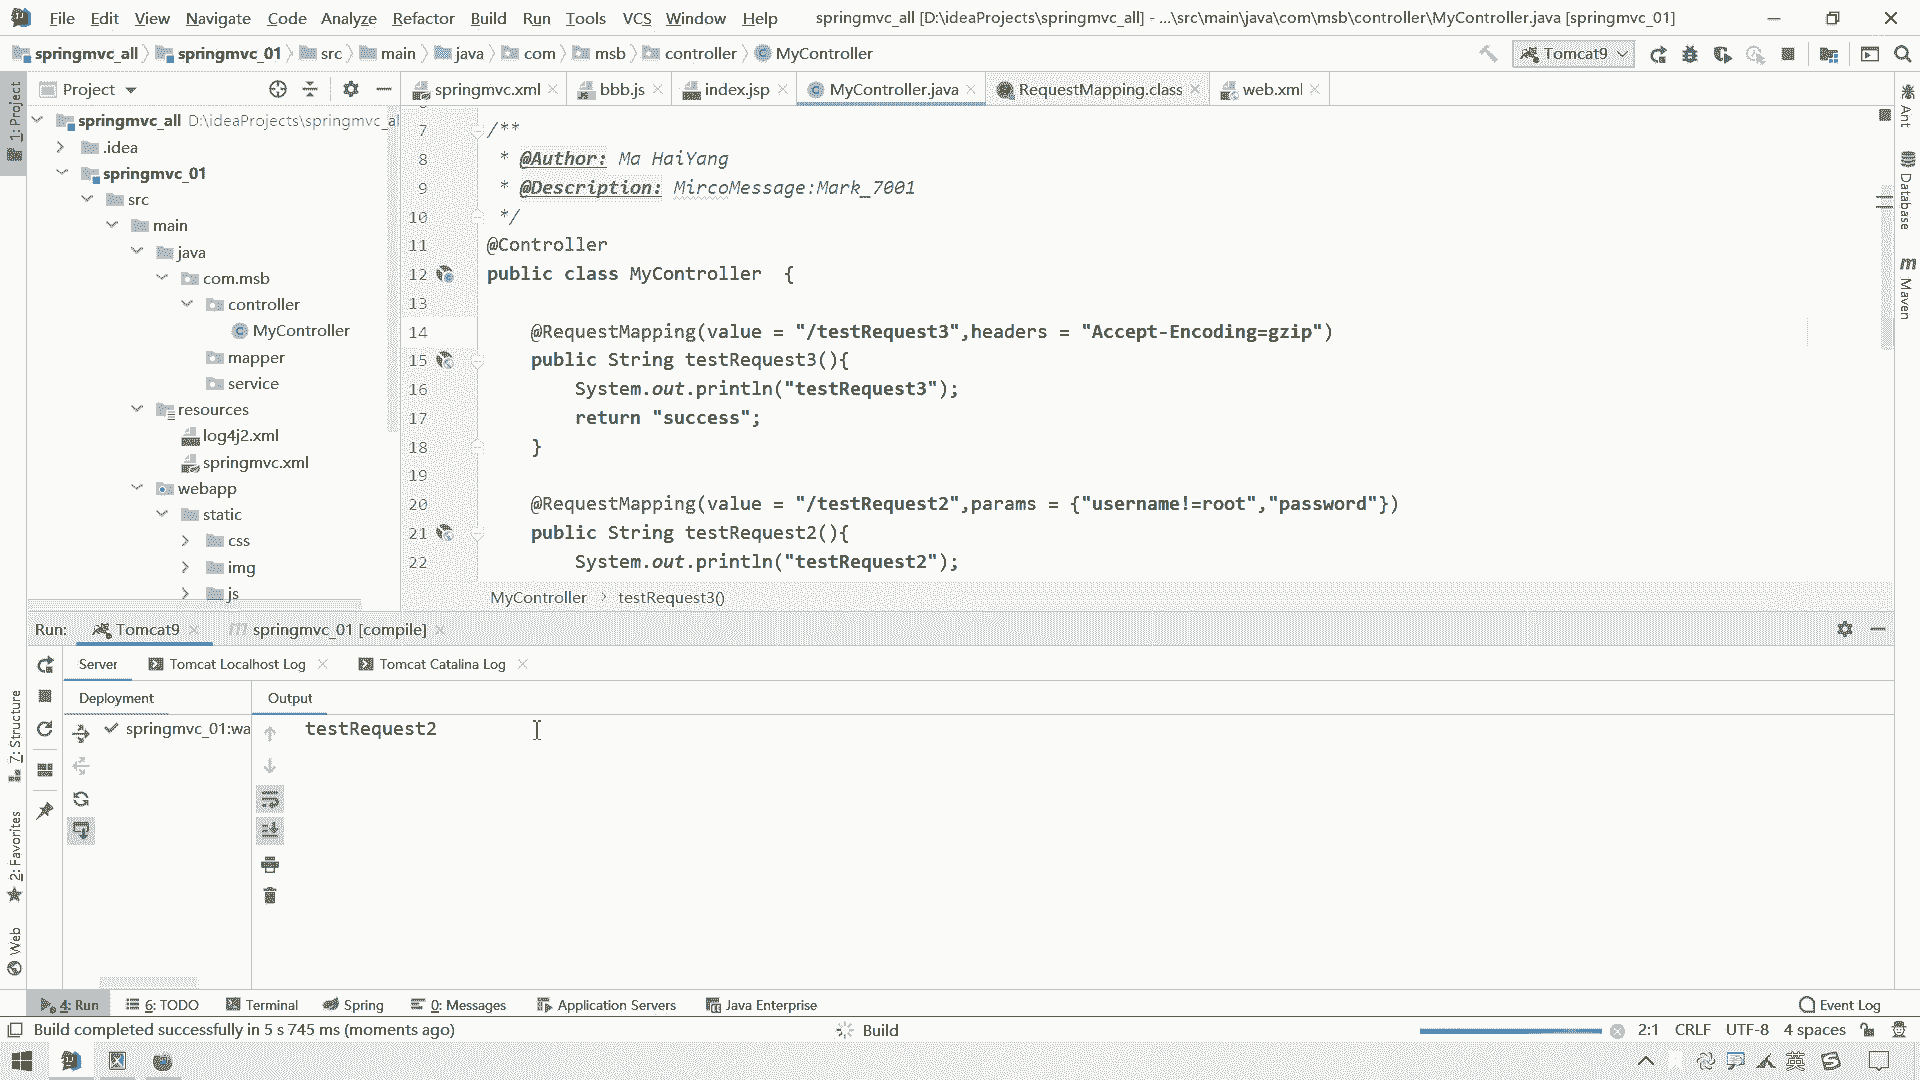 File Edit View Navigate Code Analyze Refactor Build Run Tools VCS Window Help springmvc_all [D:\ideaProjects\springmvc_all] - ...\src\main\java\com\msb\controller\MyController.java [springmvc_01]
springmvc_all springmvc_01 src main java com msb controller MyController Tomcat9
Project springmvc.xml bbb.js index.jsp MyController.java RequestMapping.class web.xml
1: Project
springmvc_all D:\ideaProjects\springmvc_al
.idea
springmvc_01
src
main
java
com.msb
controller
MyController
mapper
service
resources
log4j2.xml
springmvc.xml
webapp
static
css
img
js
7 /**
8 * @Author: Ma HaiYang
9 * @Description: MircoMessage:Mark_7001
10 */
11 @Controller
12 public class MyController {
13
14 @RequestMapping(value = "/testRequest3",headers = "Accept-Encoding=gzip")
15 public String testRequest3(){
16 System.out.println("testRequest3");
17 return "success";
18 }
19
20 @RequestMapping(value = "/testRequest2",params = {"username!=root","password"})
21 public String testRequest2(){
22 System.out.println("testRequest2");
MyController testRequest3()
Ant
Database
Maven
Run: Tomcat9 springmvc_01 [compile]
Server Tomcat Localhost Log Tomcat Catalina Log
Deployment Output
springmvc_01:wa testRequest2
7: Structure
2: Favorites
Web
4: Run 6: TODO Terminal Spring 0: Messages Application Servers Java Enterprise Event Log
Build completed successfully in 5 s 745 ms (moments ago) Build 2:1 CRLF UTF-8 4 spaces
英